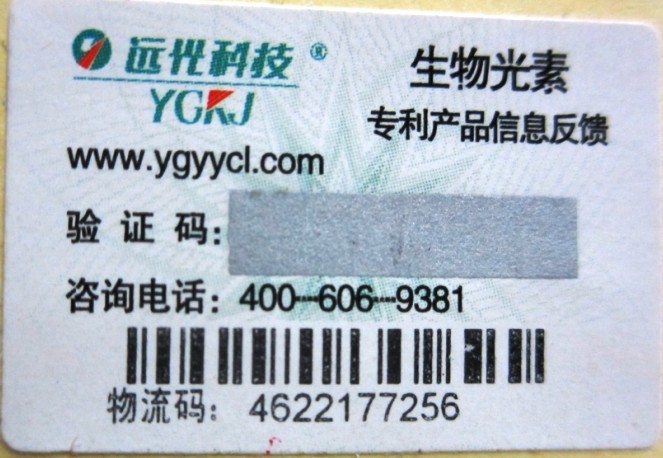 远光科技®
YGKJ
生物光素
专利产品信息反馈
www.ygyycl.com
验证码:
咨询电话: 400---606---9381
物流码: 4622177256